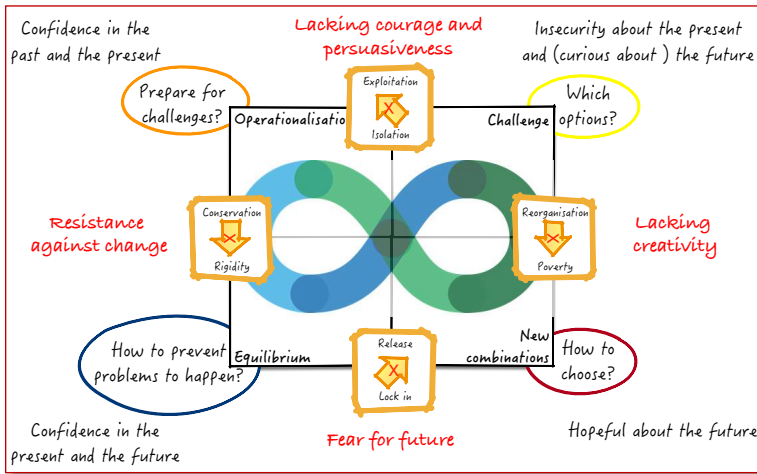 Confidence in the
past and the present
Lacking courage and
persuasiveness
Insecurity about the present
and (curious about ) the future
Prepare for
challenges?
Exploitation
Isolation
Which
options?
Operationalisatio
Challenge
Resistance
against change
Conservation
Rigidity
Reorganisation
Poverty
Lacking
creativity
How to prevent
problems to happen?
Equilibrium
Release
Lock in
New
combinations
How to
choose?
Confidence in the
present and the future
Fear for future
Hopeful about the future